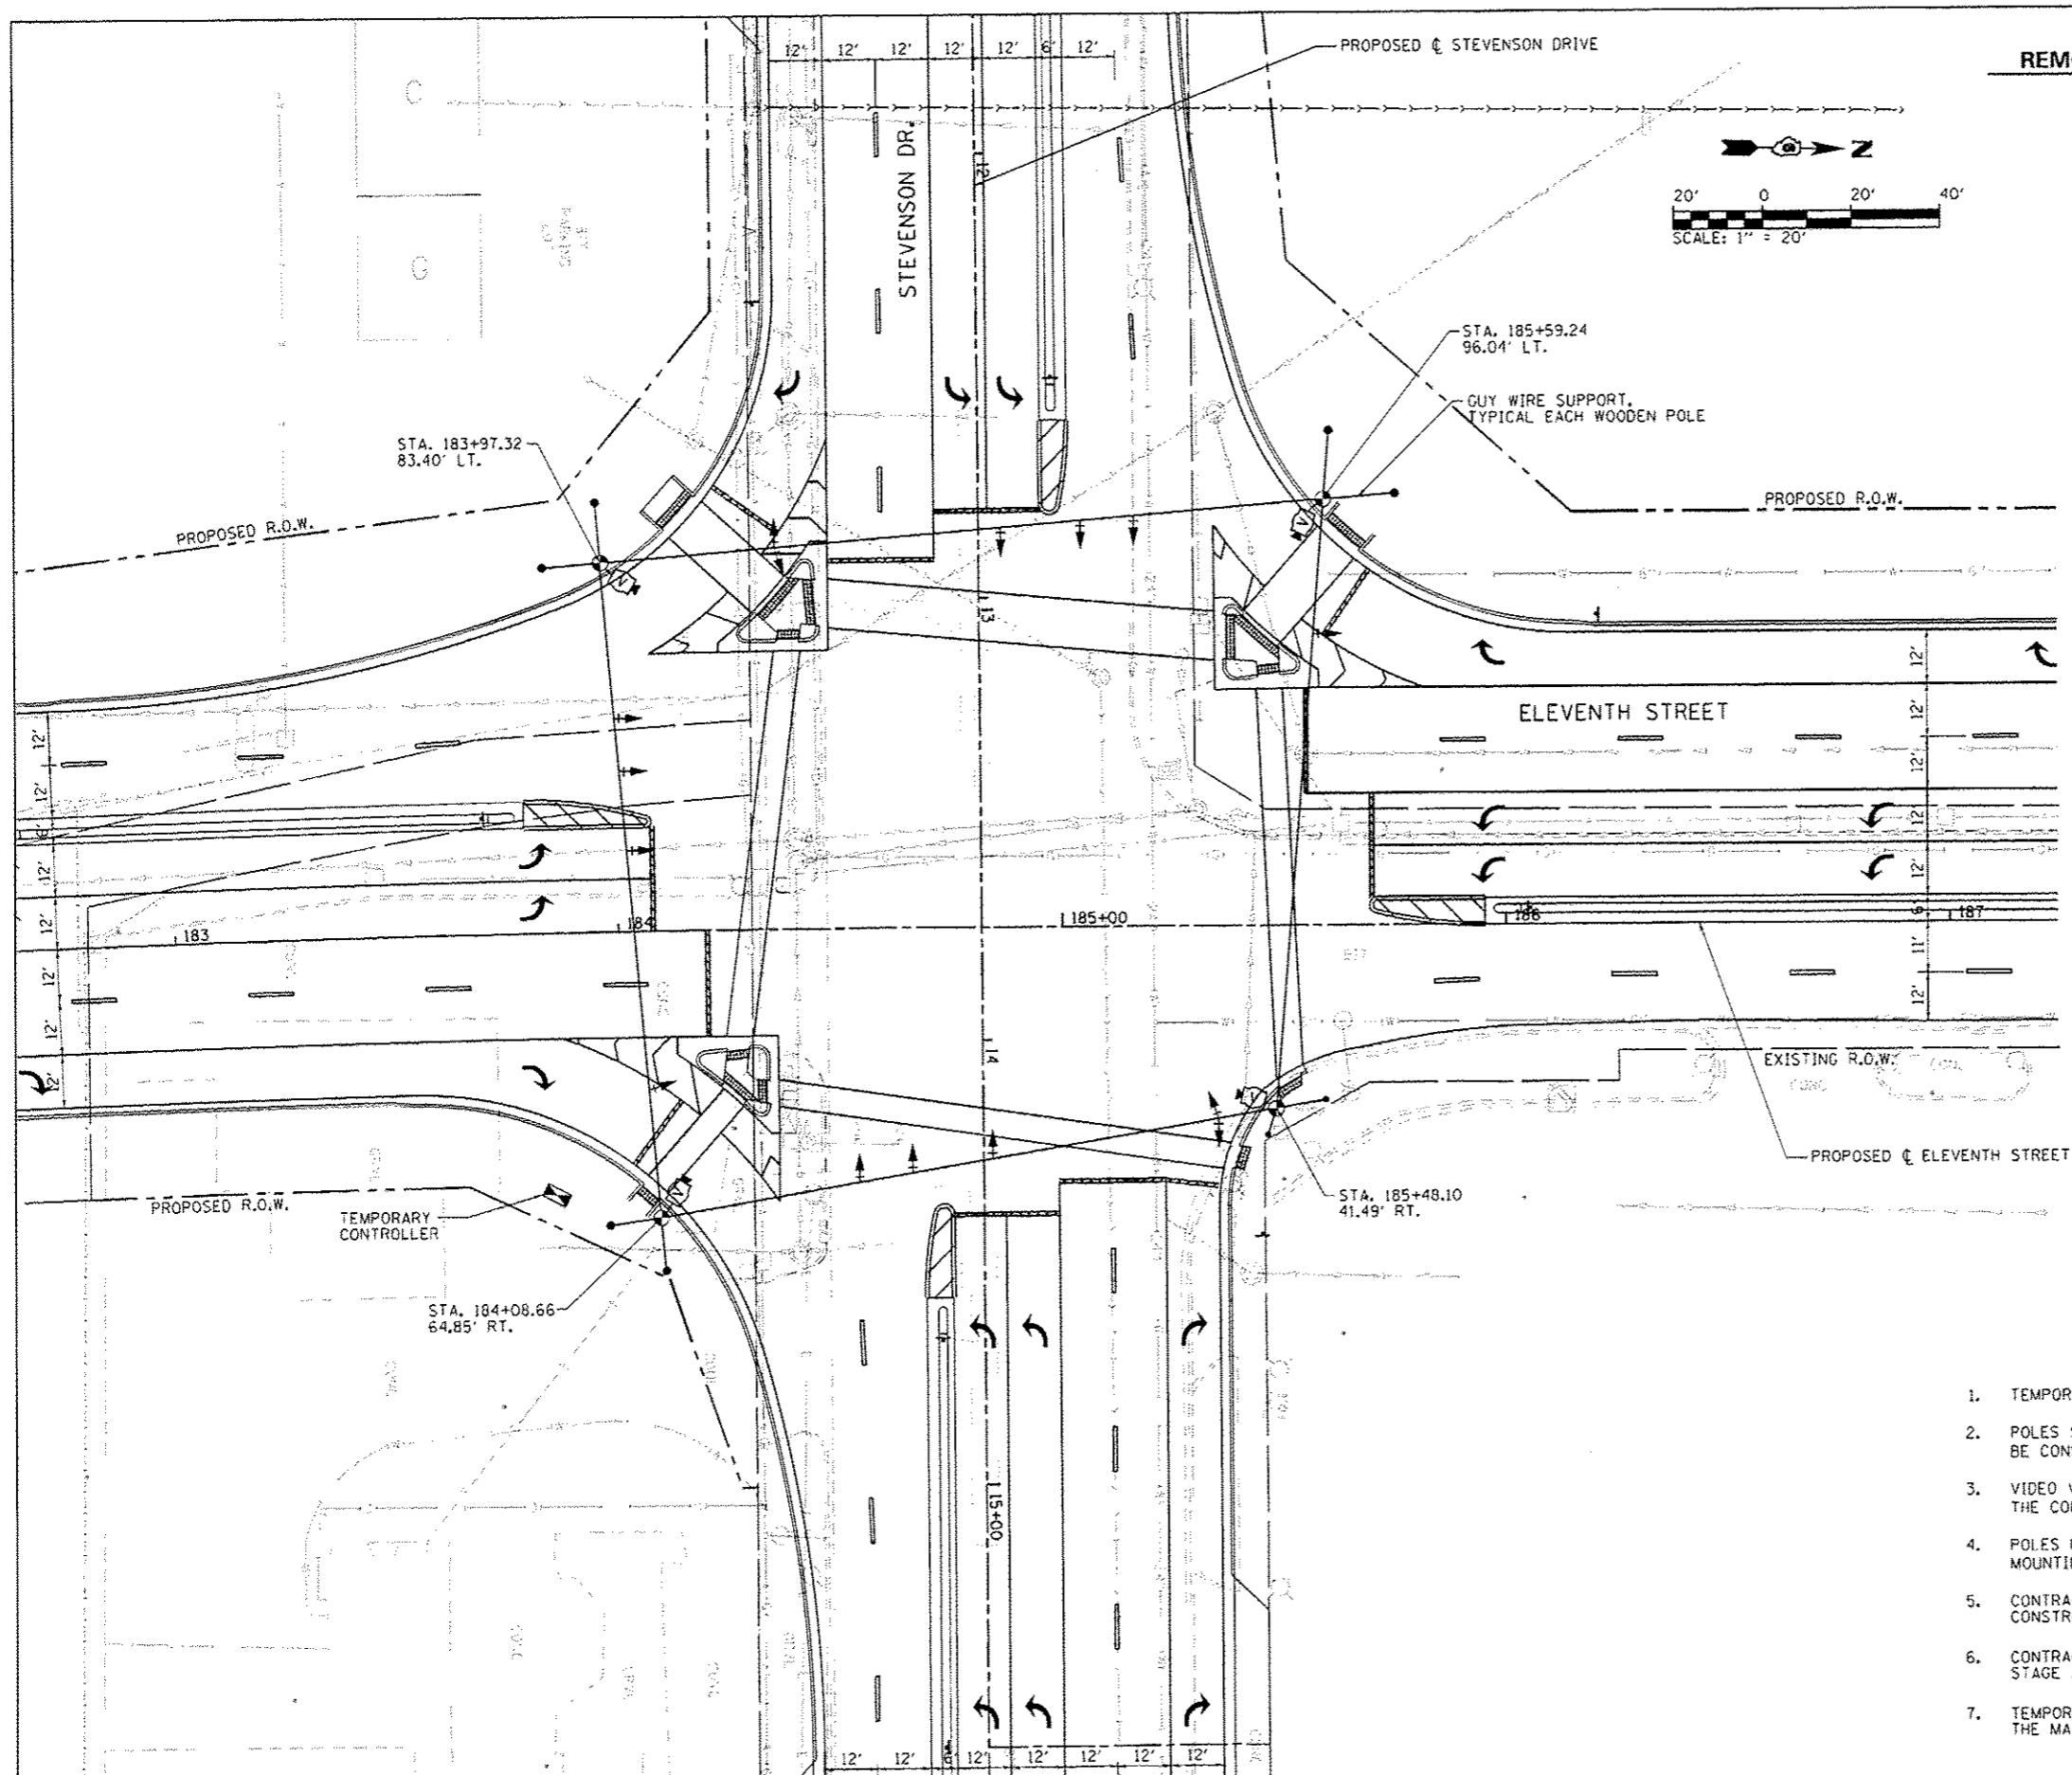 12' 12' 12' 12' 12' 6' 12'
PROPOSED ℄ STEVENSON DRIVE
REM
STEVENSON DR.
12
N
20' 0 20' 40'
SCALE: 1" = 20'
G
G
STA. 185+59.24
96.04' LT.
GUY WIRE SUPPORT,
TYPICAL EACH WOODEN POLE
STA. 183+97.32
83.40' LT.
PROPOSED R.O.W.
PROPOSED R.O.W.
13
ELEVENTH STREET
12'
12'
12'
12'
12'
6'
11'
12'
12'
12'
6'
12'
12'
12'
12'
183
184
185+00
186
187
14
EXISTING R.O.W.
PROPOSED ℄ ELEVENTH STREET
PROPOSED R.O.W.
TEMPORARY
CONTROLLER
STA. 185+48.10
41.49' RT.
STA. 184+08.66
64.85' RT.
15+00
1. TEMPOR
2. POLES
BE CON
3. VIDEO V
THE CO
4. POLES
MOUNTI
5. CONTRA
CONSTR
6. CONTRA
STAGE
7. TEMPOR
THE MA
12' 12' 6' 12' 12' 12' 12' 12'